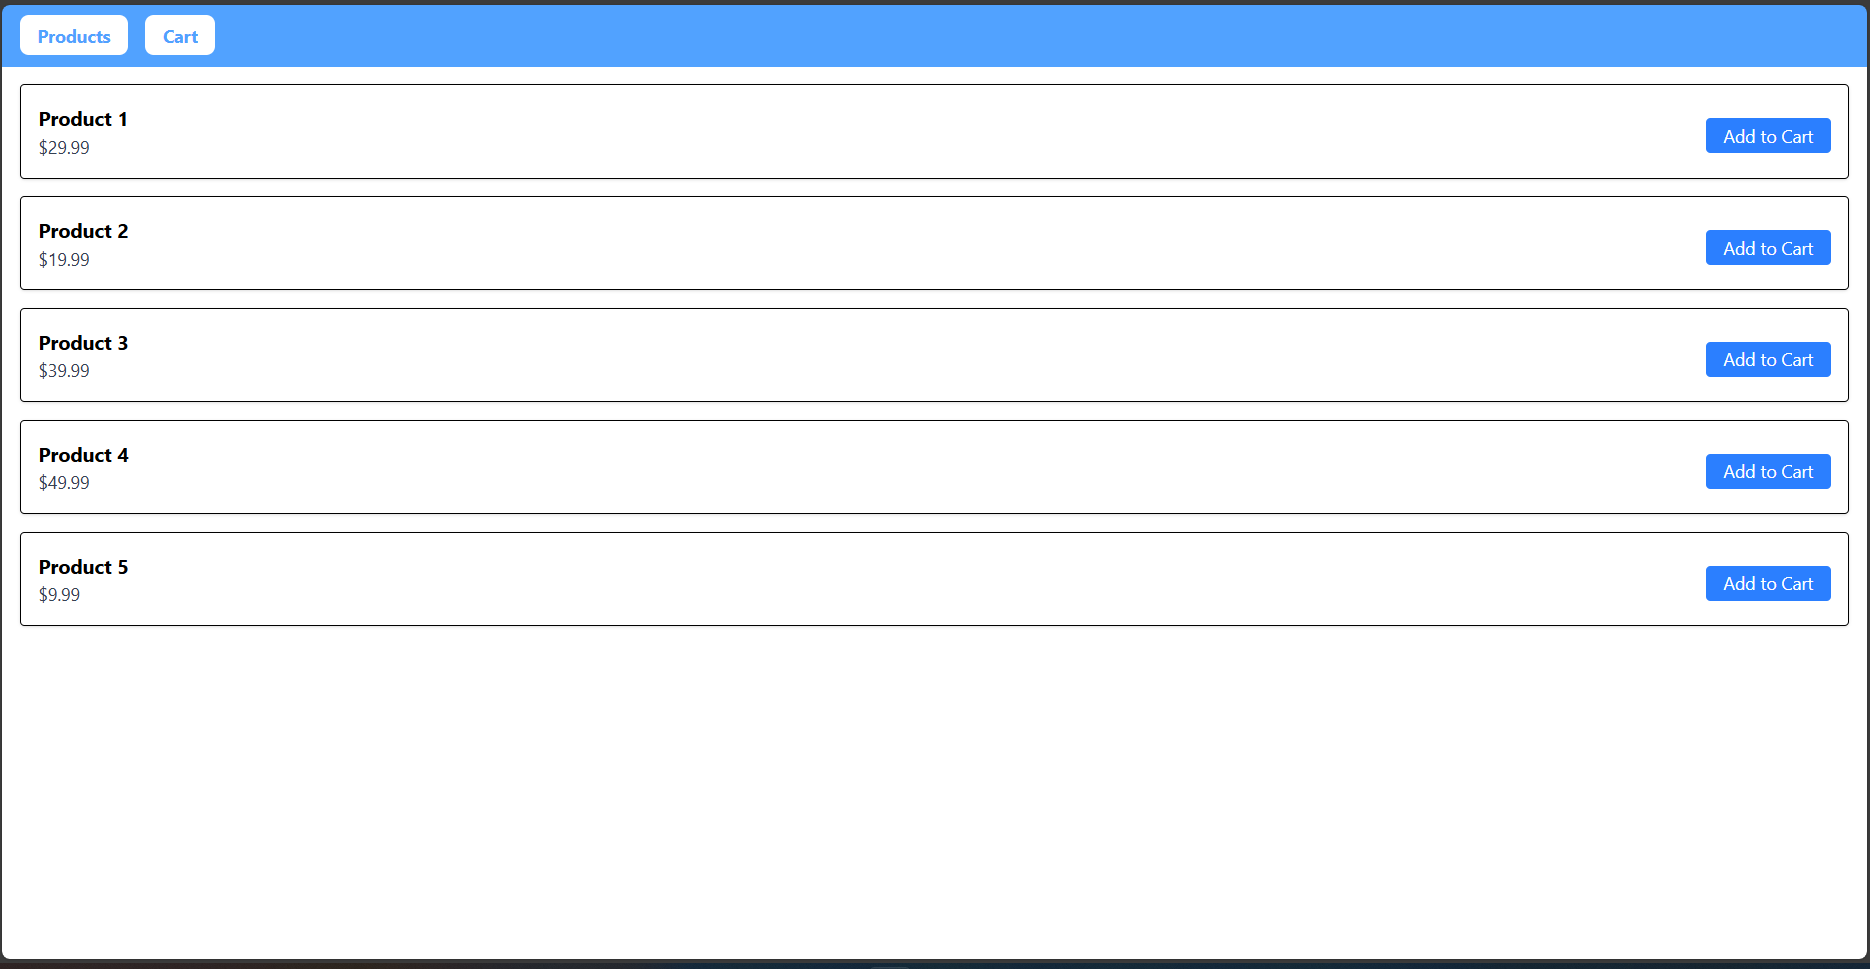 Products Cart
Product 1
$29.99
Add to Cart
Product 2
$19.99
Add to Cart
Product 3
$39.99
Add to Cart
Product 4
$49.99
Add to Cart
Product 5
$9.99
Add to Cart